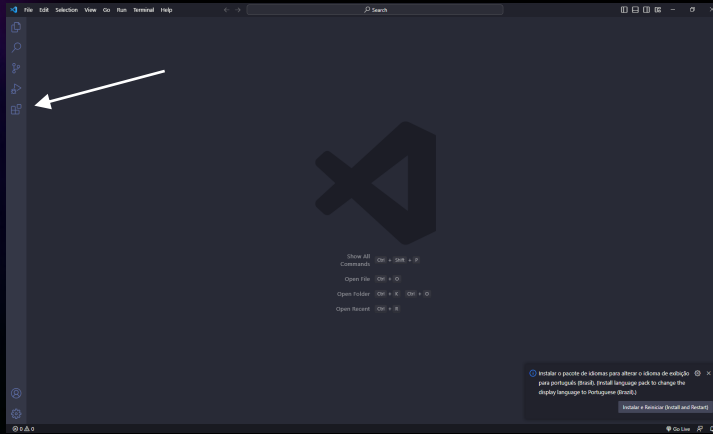 File Edit Selection View Go Run Terminal Help
Search
Show All
Commands
Ctrl + Shift + P
Open File Ctrl + O
Open Folder Ctrl + K Ctrl + O
Open Recent Ctrl + R
Instalar o pacote de idiomas para alterar o idioma de exibição
para português (Brasil). (Install language pack to change the
display language to Portuguese (Brazil).)
Instalar e Reiniciar (Install and Restart)
0 0
Go Live